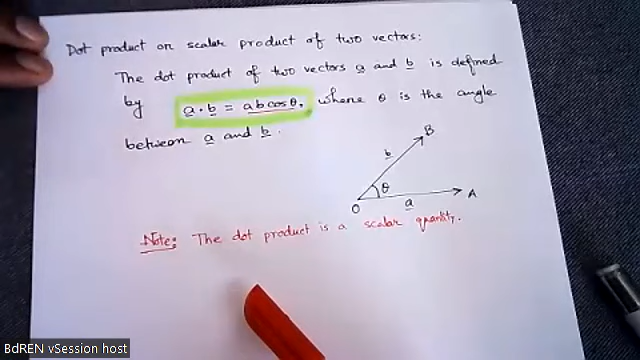 Dot product or scalar product of two vectors:
The dot product of two vectors a and b is defined
by a · b = ab cosθ, where θ is the angle
between a and b.
B
b
θ
O
a
A
Note: The dot product is a scalar quantity.
BdREN vSession host